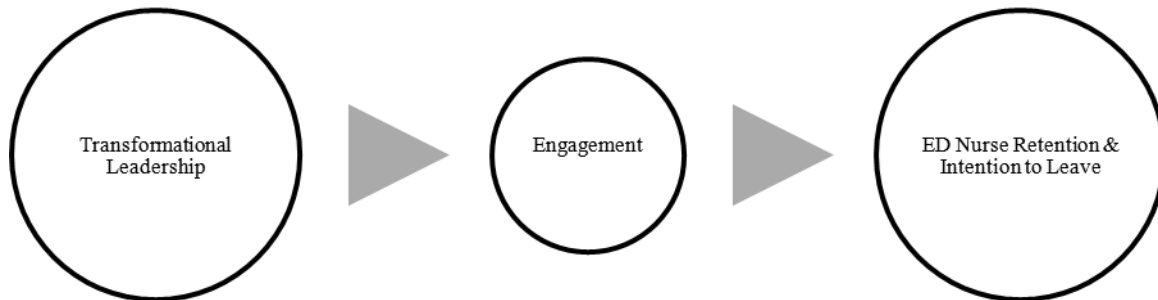 Transformational
Leadership
Engagement
ED Nurse Retention &
Intention to Leave